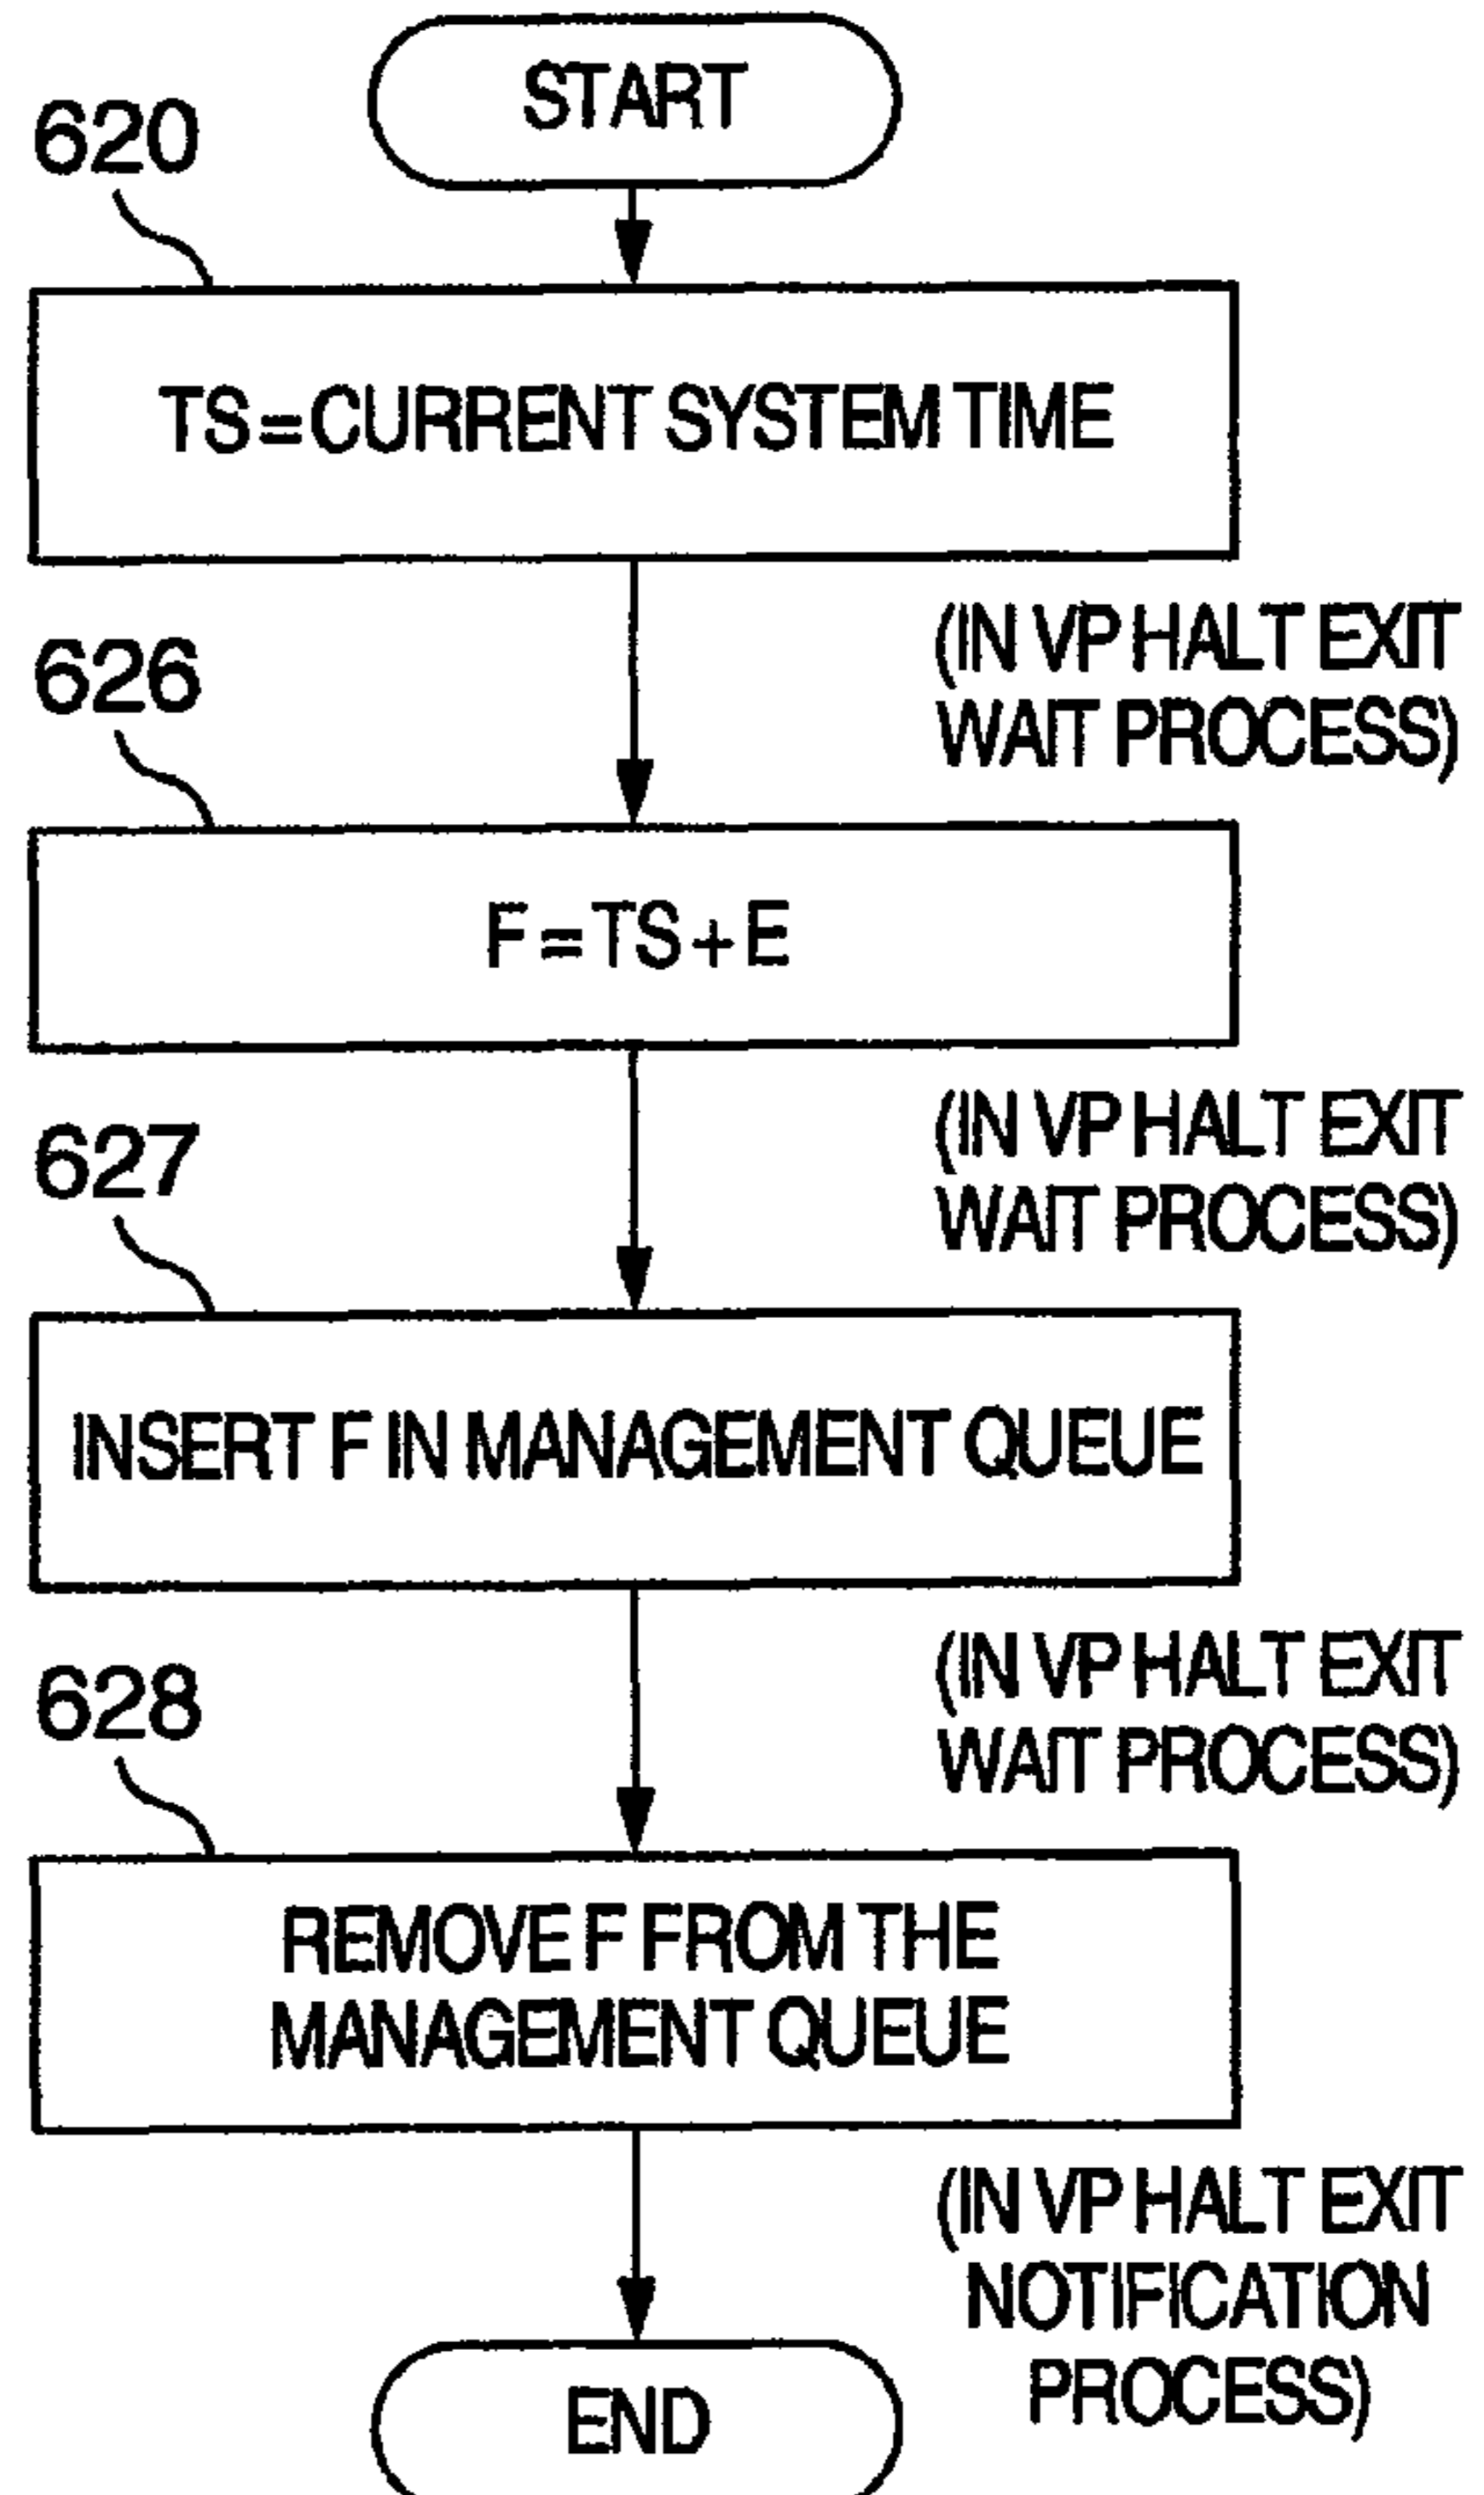 START
620
TS=CURRENT SYSTEM TIME
(IN VP HALT EXIT
WAIT PROCESS)
626
F=TS+E
(IN VP HALT EXIT
WAIT PROCESS)
627
INSERT F IN MANAGEMENT QUEUE
(IN VP HALT EXIT
WAIT PROCESS)
628
REMOVE F FROM THE
MANAGEMENT QUEUE
(IN VP HALT EXIT
NOTIFICATION
PROCESS)
END